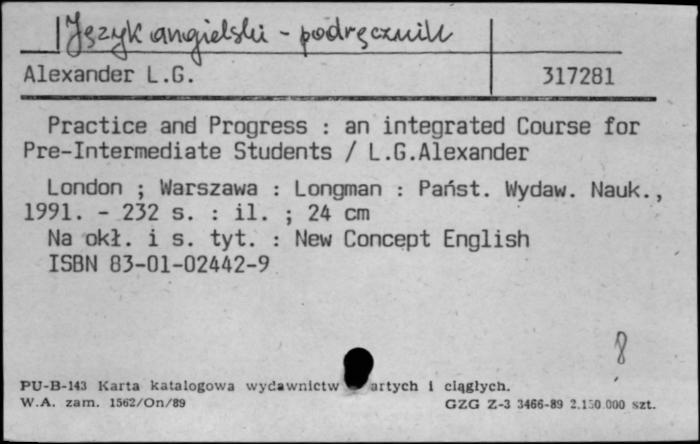 Język angielski - podręcznik
Alexander L.G. 317281
Practice and Progress : an integrated Course for
Pre-Intermediate Students / L.G.Alexander
London ; Warszawa : Longman : Państ. Wydaw. Nauk.,
1991. - 232 s. : il. ; 24 cm
Na okł. i s. tyt. : New Concept English
ISBN 83-01-02442-9
8
PU-B-143 Karta katalogowa wydawnictw artych i ciągłych.
W.A. zam. 1562/On/89 GZG Z-3 3466-89 2.150.000 szt.